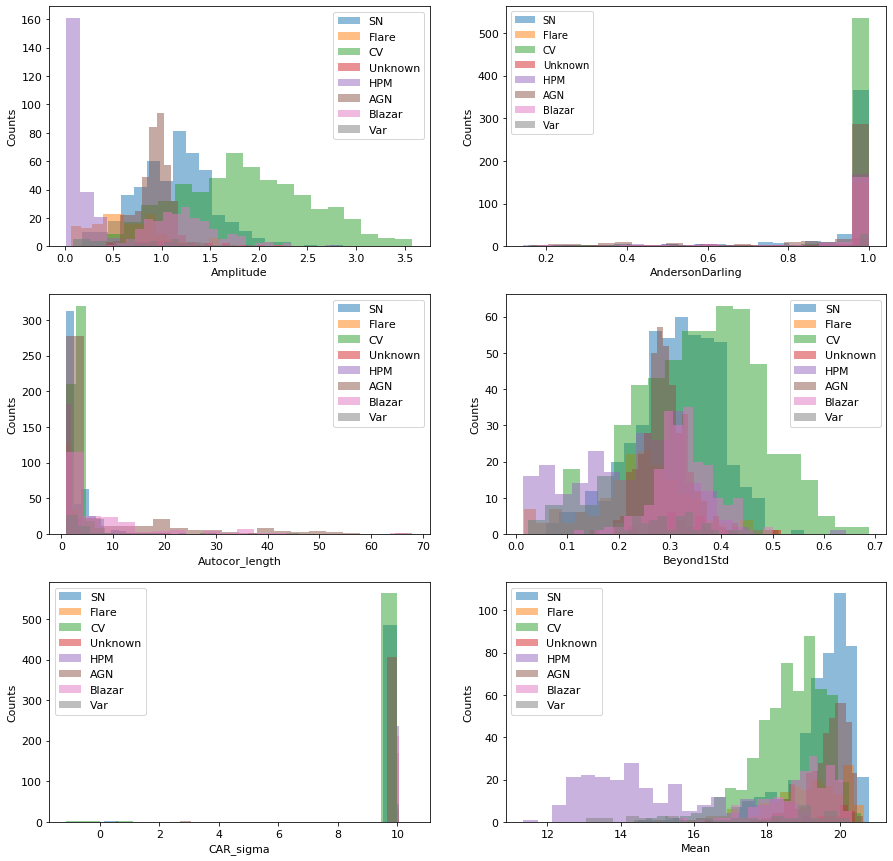 160
140
120
100
80
60
40
20
0
Counts
0.0 0.5 1.0 1.5 2.0 2.5 3.0 3.5
Amplitude
SN
Flare
CV
Unknown
HPM
AGN
Blazar
Var
500
400
300
200
100
0
Counts
0.2 0.4 0.6 0.8 1.0
AndersonDarling
SN
Flare
CV
Unknown
HPM
AGN
Blazar
Var
300
250
200
150
100
50
0
Counts
0 10 20 30 40 50 60 70
Autocor_length
SN
Flare
CV
Unknown
HPM
AGN
Blazar
Var
60
50
40
30
20
10
0
Counts
0.0 0.1 0.2 0.3 0.4 0.5 0.6 0.7
Beyond1Std
SN
Flare
CV
Unknown
HPM
AGN
Blazar
Var
500
400
300
200
100
0
Counts
0 2 4 6 8 10
CAR_sigma
SN
Flare
CV
Unknown
HPM
AGN
Blazar
Var
100
80
60
40
20
0
Counts
12 14 16 18 20
Mean
SN
Flare
CV
Unknown
HPM
AGN
Blazar
Var